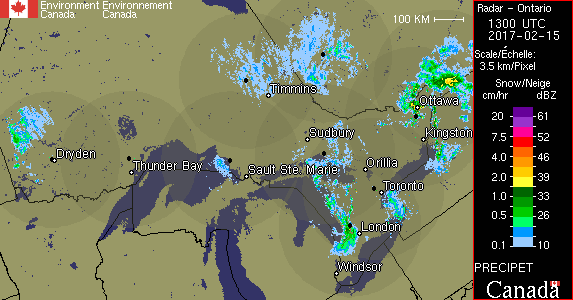 Environment Environnement
Canada Canada
100 KM
Radar - Ontario
1300 UTC
2017-02-15
Scale/Échelle:
3.5 km/Pixel
Snow/Neige
cm/hr dBZ
20 61
7.5 52
4.0 46
2.0 39
1.0 33
0.5 26
0.1 10
PRECIPET
Canada
Timmins
Ottawa
Sudbury
Kingston
Dryden
Thunder Bay
Sault Ste. Marie
Orillia
Toronto
London
Windsor